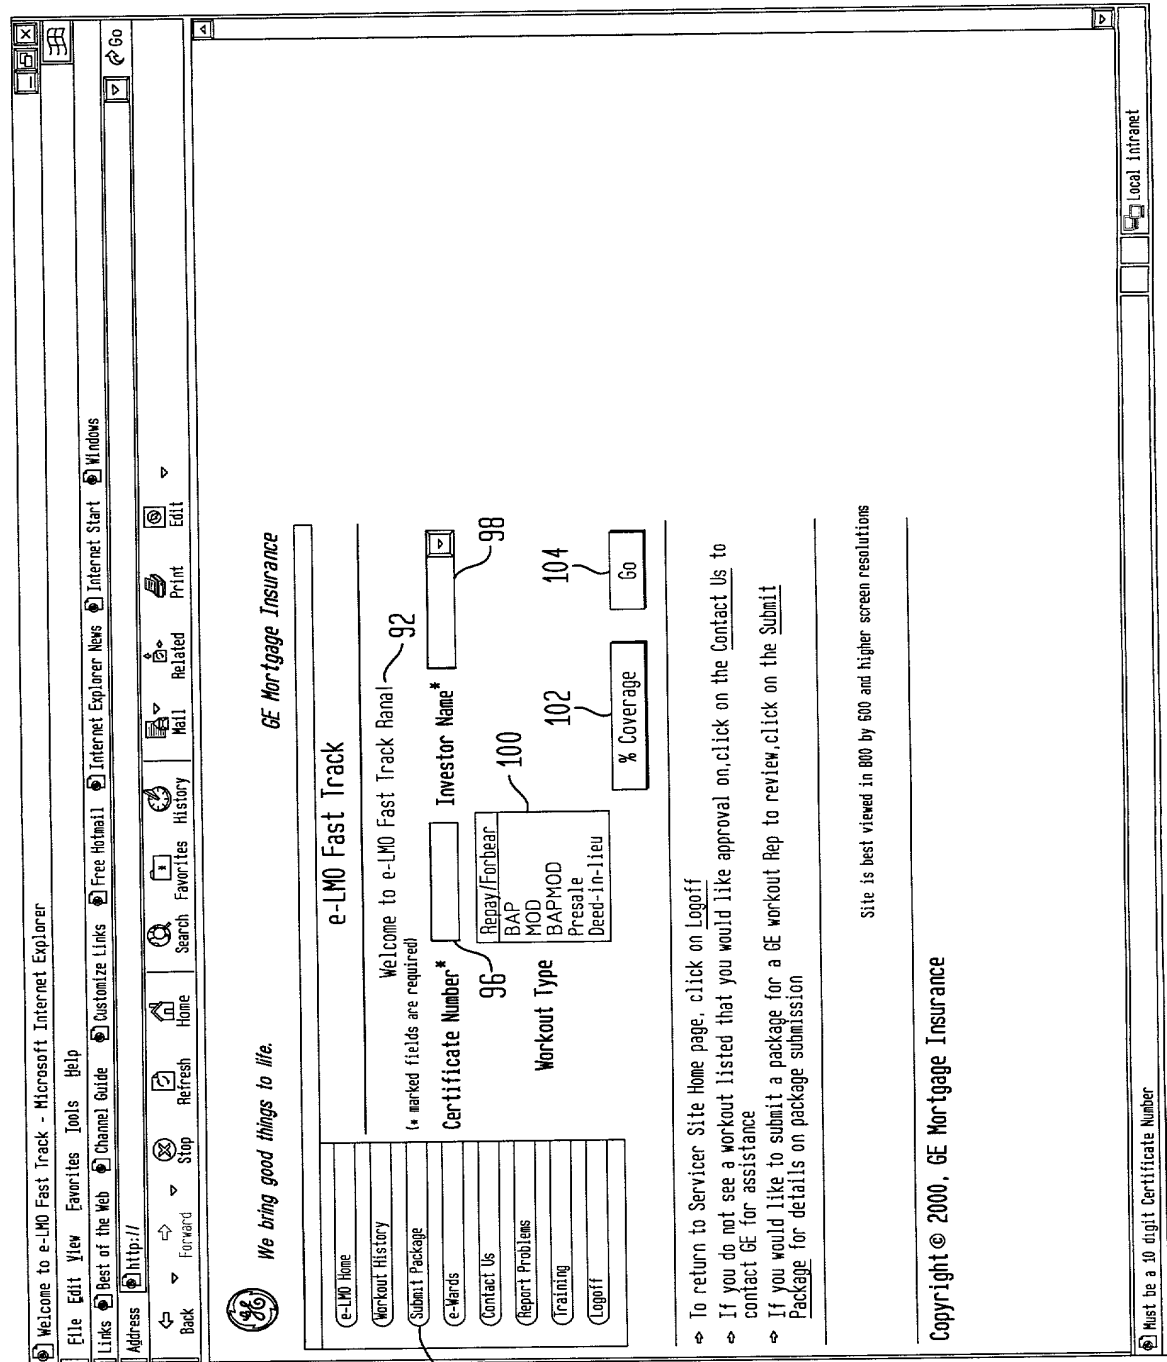 Welcome to e-LMO Fast Track - Microsoft Internet Explorer
File Edit View Favorites Tools Help
Links Best of the Web Channel Guide Customize Links Free Hotmail Internet Explorer News Internet Start Windows
Address http:// Go
Back Forward Stop Refresh Home Search Favorites History Mail Related Print Edit
We bring good things to life. GE Mortgage Insurance
e-LMO Fast Track
e-LMO Home
Workout History
Submit Package
e-Wards
Contact Us
Report Problems
Training
Logoff
Welcome to e-LMO Fast Track Rana! 92
(* marked fields are required)
Certificate Number* Investor Name*
96 98
Workout Type
Repay/Forbear
BAP
MOD
BAPMOD
Presale
Deed-in-lieu
100
102 104
% Coverage Go
⇨ To return to Servicer Site Home page, click on Logoff
⇨ If you do not see a workout listed that you would like approval on,click on the Contact Us to
contact GE for assistance
⇨ If you would like to submit a package for a GE workout Rep to review,click on the Submit
Package for details on package submission
Site is best viewed in 800 by 600 and higher screen resolutions
Copyright © 2000, GE Mortgage Insurance
Must be a 10 digit Certificate Number Local intranet